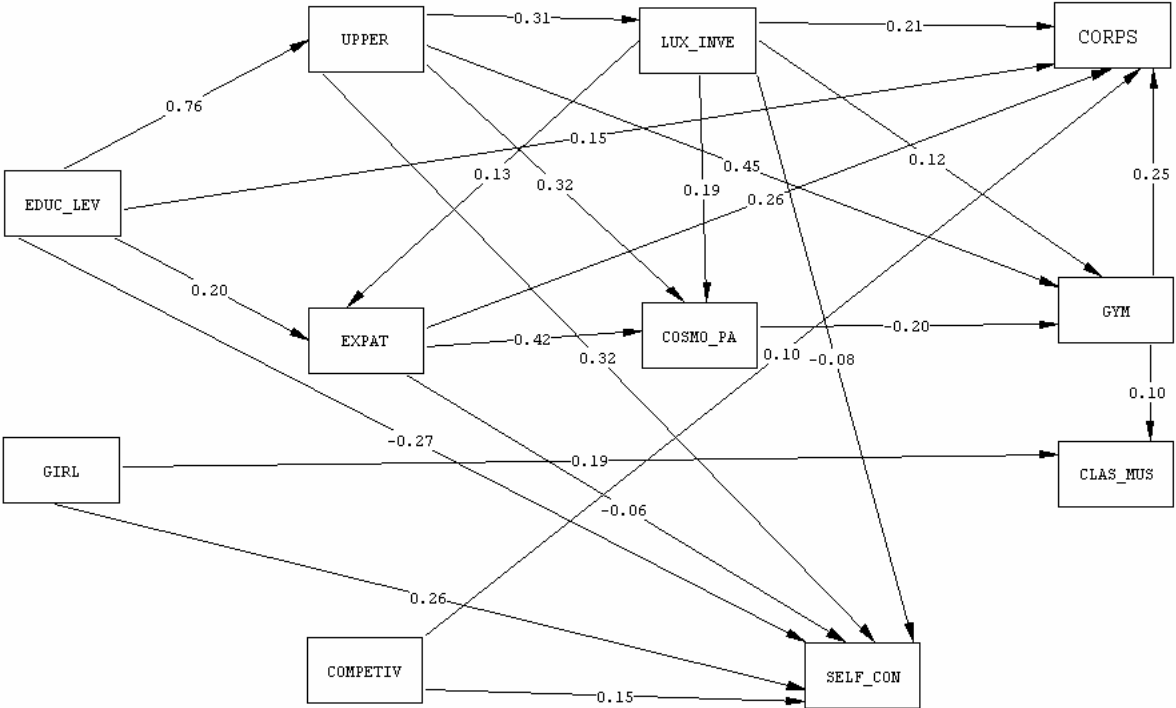 0.31
UPPER
LUX_INVE
0.21
CORPS
0.76
0.15
0.45
0.12
0.13
0.32
0.19
0.26
0.25
EDUC_LEV
0.20
EXPAT
0.42
COSMO_PA
-0.20
GYM
0.32
0.10
-0.08
0.10
-0.27
GIRL
0.19
CLAS_MUS
-0.06
0.26
COMPETIV
0.15
SELF_CON